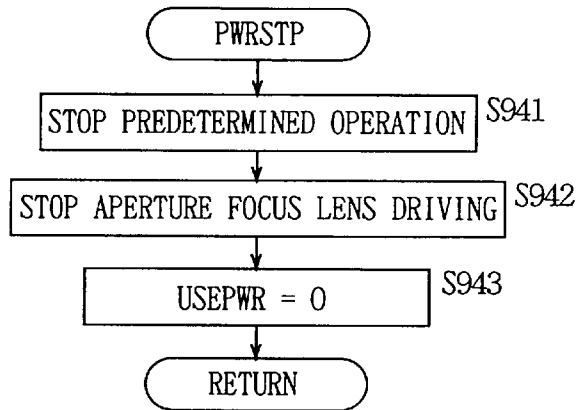 PWRSTP
STOP PREDETERMINED OPERATION
S941
STOP APERTURE FOCUS LENS DRIVING
S942
USEPWR = 0
S943
RETURN